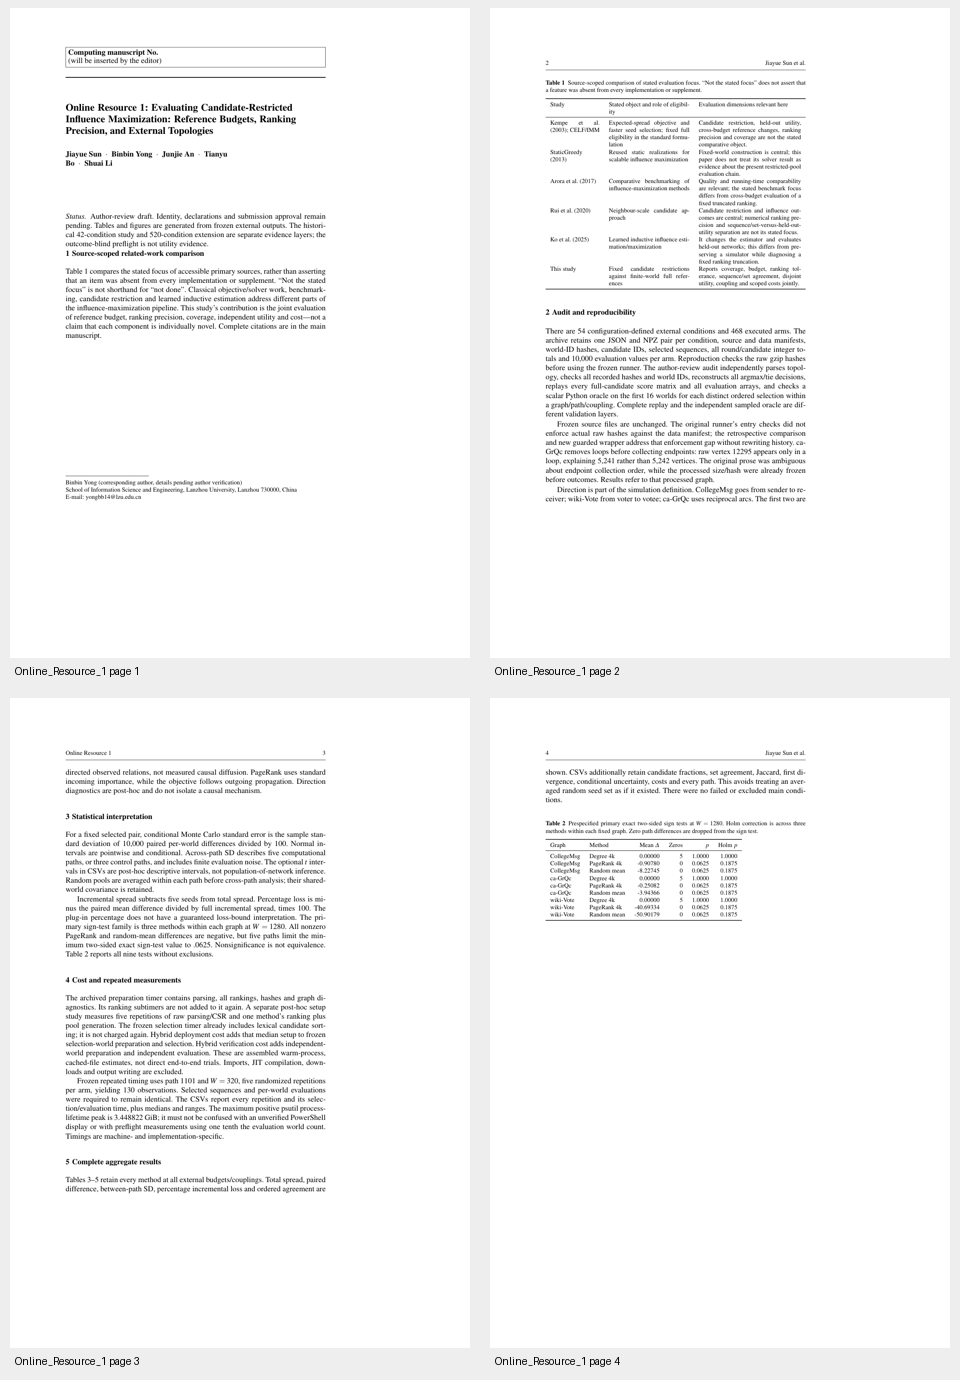 Computing manuscript No.
(will be inserted by the editor)
Online Resource 1: Evaluating Candidate-Restricted
Influence Maximization: Reference Budgets, Ranking
Precision, and External Topologies
Jiayue Sun · Binbin Yong · Junjie An · Tianyu
Bo · Shuai Li
Status. Author-review draft. Identity, declarations and submission approval remain
pending. Tables and figures are generated from frozen external outputs. The histori-
cal 42-condition study and 520-condition extension are separate evidence layers; the
outcome-blind preflight is not utility evidence.
1 Source-scoped related-work comparison
Table 1 compares the stated focus of accessible primary sources, rather than asserting
that an item was absent from every implementation or supplement. “Not the stated
focus” is not shorthand for “not done”. Classical objective/solver work, benchmark-
ing, candidate restriction and learned inductive estimation address different parts of
the influence-maximization pipeline. This study’s contribution is the joint evaluation
of reference budget, ranking precision, coverage, independent utility and cost—not a
claim that each component is individually novel. Complete citations are in the main
manuscript.
Binbin Yong (corresponding author, details pending author verification)
School of Information Science and Engineering, Lanzhou University, Lanzhou 730000, China
E-mail: yongbb14@lzu.edu.cn
Online_Resource_1 page 1
2 Jiayue Sun et al.
Table 1 Source-scoped comparison of stated evaluation focus. “Not the stated focus” does not assert that
a feature was absent from every implementation or supplement.
Study Stated object and role of eligibil- Evaluation dimensions relevant here
ity
Kempe et al. Expected-spread objective and Candidate restriction, held-out utility,
(2003); CELF/IMM faster seed selection; fixed full cross-budget reference changes, ranking
eligibility in the standard formu- precision and coverage are not the stated
lation comparative object.
StaticGreedy Reused static realizations for Fixed-world construction is central; this
(2013) scalable influence maximization paper does not treat its solver result as
evidence about the present restricted-pool
evaluation chain.
Arora et al. (2017) Comparative benchmarking of Quality and running-time comparability
influence-maximization methods are relevant; the stated benchmark focus
differs from cross-budget evaluation of a
fixed truncated ranking.
Rui et al. (2020) Neighbour-scale candidate ap- Candidate restriction and influence out-
proach comes are central; numerical ranking pre-
cision and sequence/set-versus-held-out-
utility separation are not its stated focus.
Ko et al. (2025) Learned inductive influence esti- It changes the estimator and evaluates
mation/maximization held-out networks; this differs from pre-
serving a simulator while diagnosing a
fixed ranking truncation.
This study Fixed candidate restrictions Reports coverage, budget, ranking tol-
against finite-world full refer- erance, sequence/set agreement, disjoint
ences utility, coupling and scoped costs jointly.
2 Audit and reproducibility
There are 54 configuration-defined external conditions and 468 executed arms. The
archive retains one JSON and NPZ pair per condition, source and data manifests,
world-ID hashes, candidate IDs, selected sequences, all round/candidate integer to-
tals and 10,000 evaluation values per arm. Reproduction checks the raw gzip hashes
before using the frozen runner. The author-review audit independently parses topol-
ogy, checks all recorded hashes and world IDs, reconstructs all argmax/tie decisions,
replays every full-candidate score matrix and all evaluation arrays, and checks a
scalar Python oracle on the first 16 worlds for each distinct ordered selection within
a graph/path/coupling. Complete replay and the independent sampled oracle are dif-
ferent validation layers.
Frozen source files are unchanged. The original runner’s entry checks did not
enforce actual raw hashes against the data manifest; the retrospective comparison
and new guarded wrapper address that enforcement gap without rewriting history. ca-
GrQc removes loops before collecting endpoints: raw vertex 12295 appears only in a
loop, explaining 5,241 rather than 5,242 vertices. The original prose was ambiguous
about endpoint collection order, while the processed size/hash were already frozen
before outcomes. Results refer to that processed graph.
Direction is part of the simulation definition. CollegeMsg goes from sender to re-
ceiver; wiki-Vote from voter to votee; ca-GrQc uses reciprocal arcs. The first two are
Online_Resource_1 page 2
Online Resource 1 3
directed observed relations, not measured causal diffusion. PageRank uses standard
incoming importance, while the objective follows outgoing propagation. Direction
diagnostics are post-hoc and do not isolate a causal mechanism.
3 Statistical interpretation
For a fixed selected pair, conditional Monte Carlo standard error is the sample stan-
dard deviation of 10,000 paired per-world differences divided by 100. Normal in-
tervals are pointwise and conditional. Across-path SD describes five computational
paths, or three control paths, and includes finite evaluation noise. The optional t inter-
vals in CSVs are post-hoc descriptive intervals, not population-of-network inference.
Random pools are averaged within each path before cross-path analysis; their shared-
world covariance is retained.
Incremental spread subtracts five seeds from total spread. Percentage loss is mi-
nus the paired mean difference divided by full incremental spread, times 100. The
plug-in percentage does not have a guaranteed loss-bound interpretation. The pri-
mary sign-test family is three methods within each graph at W = 1280. All nonzero
PageRank and random-mean differences are negative, but five paths limit the min-
imum two-sided exact sign-test value to .0625. Nonsignificance is not equivalence.
Table 2 reports all nine tests without exclusions.
4 Cost and repeated measurements
The archived preparation timer contains parsing, all rankings, hashes and graph di-
agnostics. Its ranking subtimers are not added to it again. A separate post-hoc setup
study measures five repetitions of raw parsing/CSR and one method’s ranking plus
pool generation. The frozen selection timer already includes lexical candidate sort-
ing; it is not charged again. Hybrid deployment cost adds that median setup to frozen
selection-world preparation and selection. Hybrid verification cost adds independent-
world preparation and independent evaluation. These are assembled warm-process,
cached-file estimates, not direct end-to-end trials. Imports, JIT compilation, down-
loads and output writing are excluded.
Frozen repeated timing uses path 1101 and W = 320, five randomized repetitions
per arm, yielding 130 observations. Selected sequences and per-world evaluations
were required to remain identical. The CSVs report every repetition and its selec-
tion/evaluation time, plus medians and ranges. The maximum positive psutil process-
lifetime peak is 3.448822 GiB; it must not be confused with an unverified PowerShell
display or with preflight measurements using one tenth the evaluation world count.
Timings are machine- and implementation-specific.
5 Complete aggregate results
Tables 3–5 retain every method at all external budgets/couplings. Total spread, paired
difference, between-path SD, percentage incremental loss and ordered agreement are
Online_Resource_1 page 3
4 Jiayue Sun et al.
shown. CSVs additionally retain candidate fractions, set agreement, Jaccard, first di-
vergence, conditional uncertainty, costs and every path. This avoids treating an aver-
aged random seed set as if it existed. There were no failed or excluded main condi-
tions.
Table 2 Prespecified primary exact two-sided sign tests at W = 1280. Holm correction is across three
methods within each fixed graph. Zero path differences are dropped from the sign test.
Graph Method Mean Δ Zeros p Holm p
CollegeMsg Degree 4k 0.00000 5 1.0000 1.0000
CollegeMsg PageRank 4k -0.90780 0 0.0625 0.1875
CollegeMsg Random mean -8.22745 0 0.0625 0.1875
ca-GrQc Degree 4k 0.00000 5 1.0000 1.0000
ca-GrQc PageRank 4k -0.25082 0 0.0625 0.1875
ca-GrQc Random mean -3.94366 0 0.0625 0.1875
wiki-Vote Degree 4k 0.00000 5 1.0000 1.0000
wiki-Vote PageRank 4k -40.69334 0 0.0625 0.1875
wiki-Vote Random mean -50.90179 0 0.0625 0.1875
Online_Resource_1 page 4